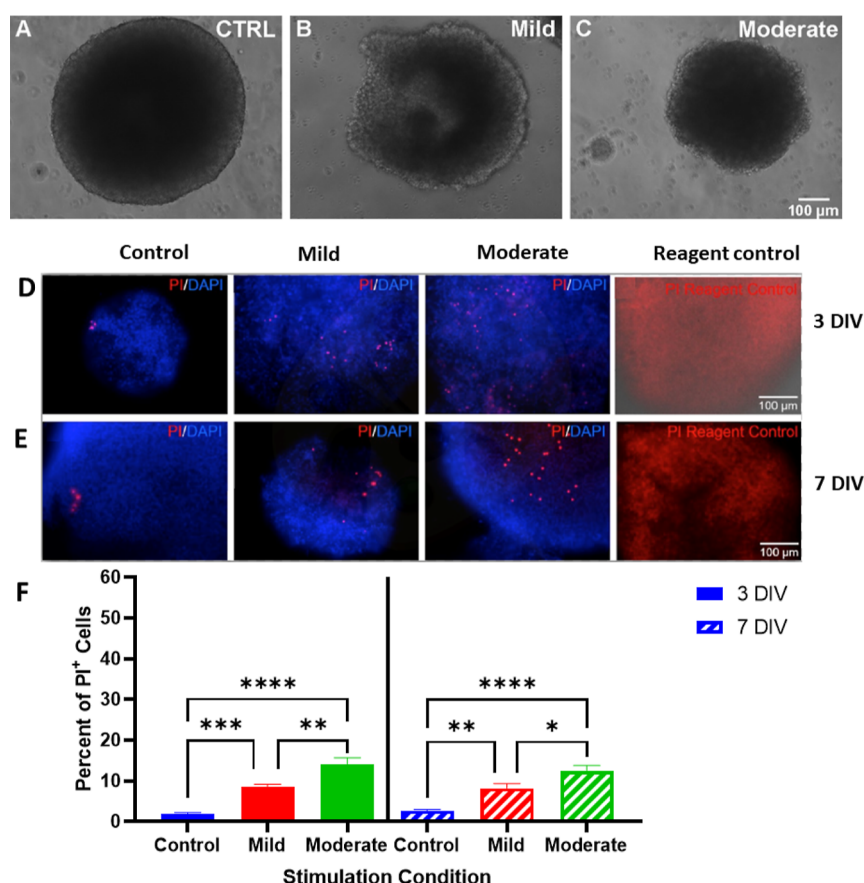 A CTRL
B Mild
C Moderate
100 µm
Control Mild Moderate Reagent control
D PI/DAPI PI/DAPI PI/DAPI PI Reagent Control
3 DIV
100 µm
E PI/DAPI PI/DAPI PI/DAPI PI Reagent Control
7 DIV
100 µm
F
60
50
40
30
20
10
0
Percent of PI⁺ Cells
3 DIV
7 DIV
**** ****
*** ** ** *
Control Mild Moderate Control Mild Moderate
Stimulation Condition